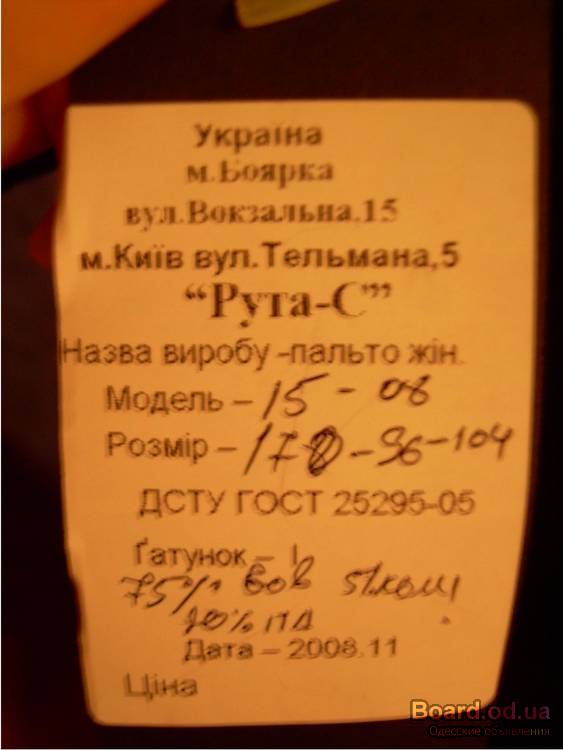 Україна
м.Боярка
вул.Вокзальна,15
м.Київ вул.Тельмана,5
“Рута-С”
Назва виробу -пальто жін.
Модель – 15 - 08
Розмір – 170-96-104
ДСТУ ГОСТ 25295-05
Ґатунок – І
75% вов 5%каш
20% ПА
Дата – 2008.11
Ціна
Board.od.ua
Одесские объявления